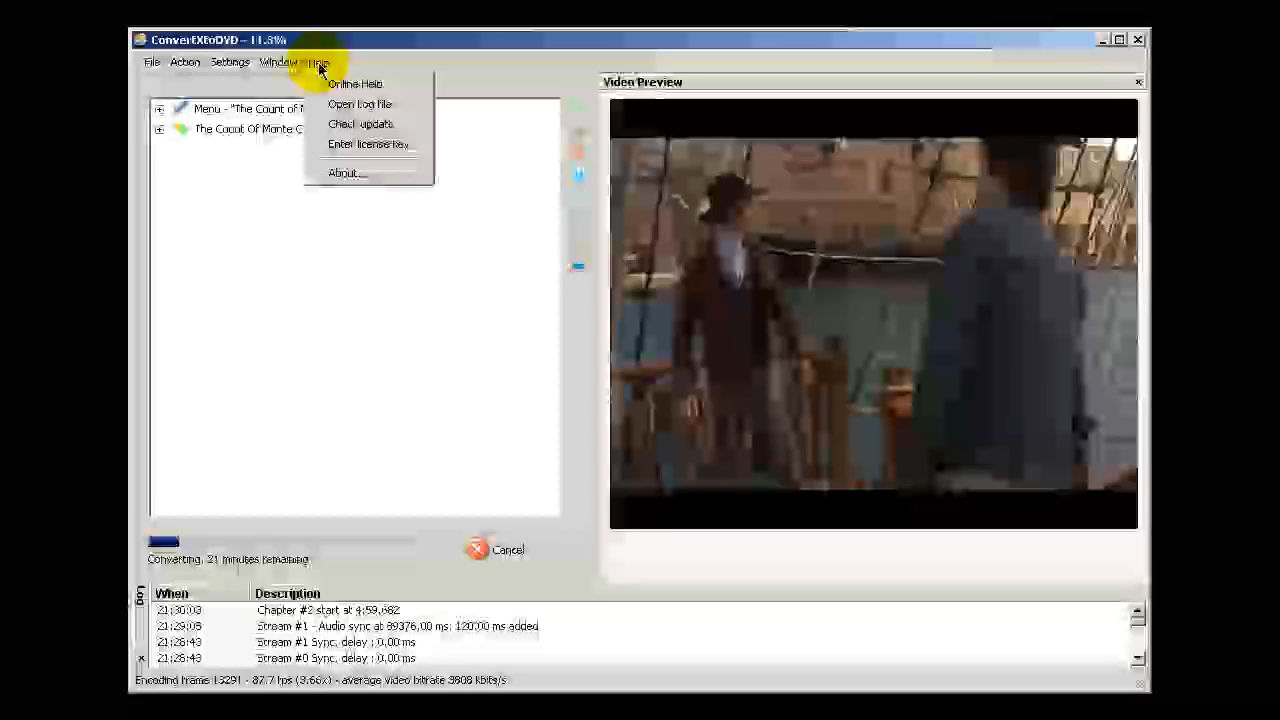 ConvertXtoDVD - 11.8%
File Action Settings Window Help
Online Help
Open Log file
Check update
Enter license key
About...
Menu - "The Count of
The Count Of Monte C
Video Preview
Cancel
Converting, 21 minutes remaining
Log
When Description
21:30:03 Chapter #2 start at 4:59,682
21:29:05 Stream #1 - Audio sync at 89376,00 ms: 120,00 ms added
21:28:43 Stream #1 Sync, delay : 0,00 ms
21:28:43 Stream #0 Sync, delay : 0,00 ms
Encoding frame 13291 - 87.7 fps (3.66x) - average video bitrate 9808 kbits/s